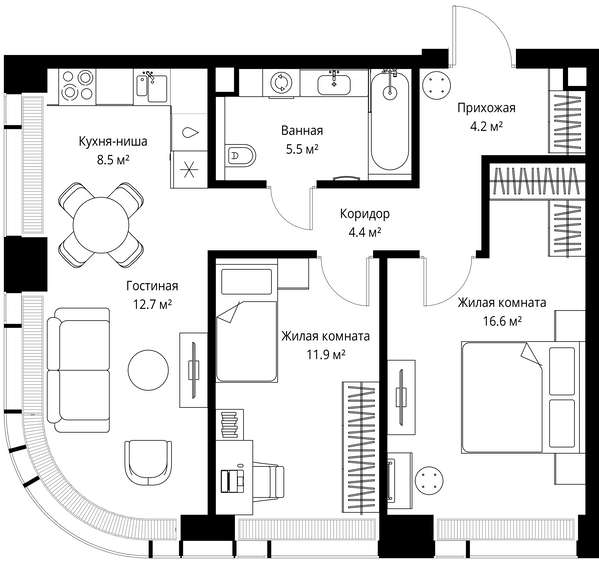 Прихожая
4.2 м²
Ванная
5.5 м²
Кухня-ниша
8.5 м²
Коридор
4.4 м²
Гостиная
12.7 м²
Жилая комната
16.6 м²
Жилая комната
11.9 м²